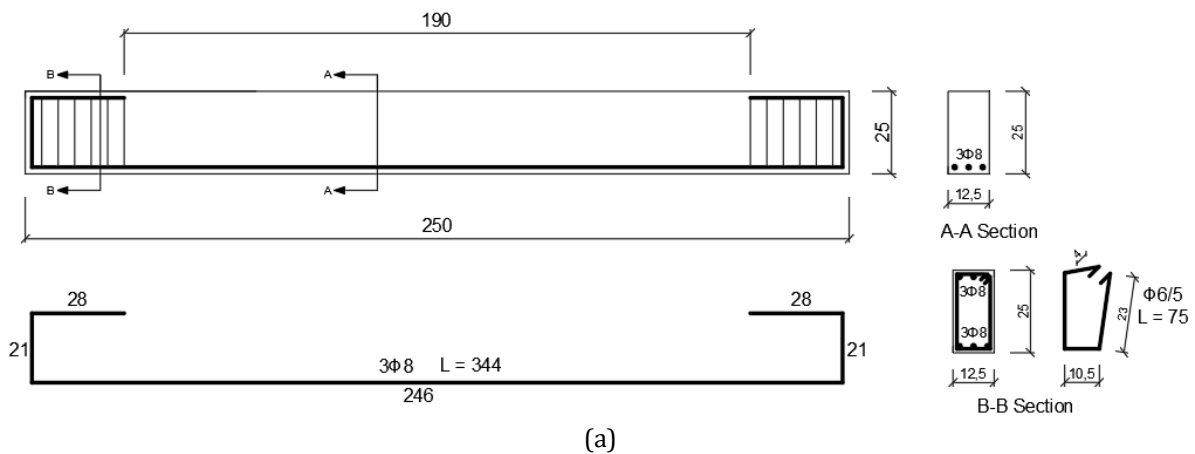 190
B
A
25
3Φ8
25
B
A
12,5
250
A-A Section
28
28
4
3Φ8
3Φ8
25
23
Φ6/5
L = 75
21
21
3Φ8 L = 344
246
12,5
10,5
B-B Section
(a)